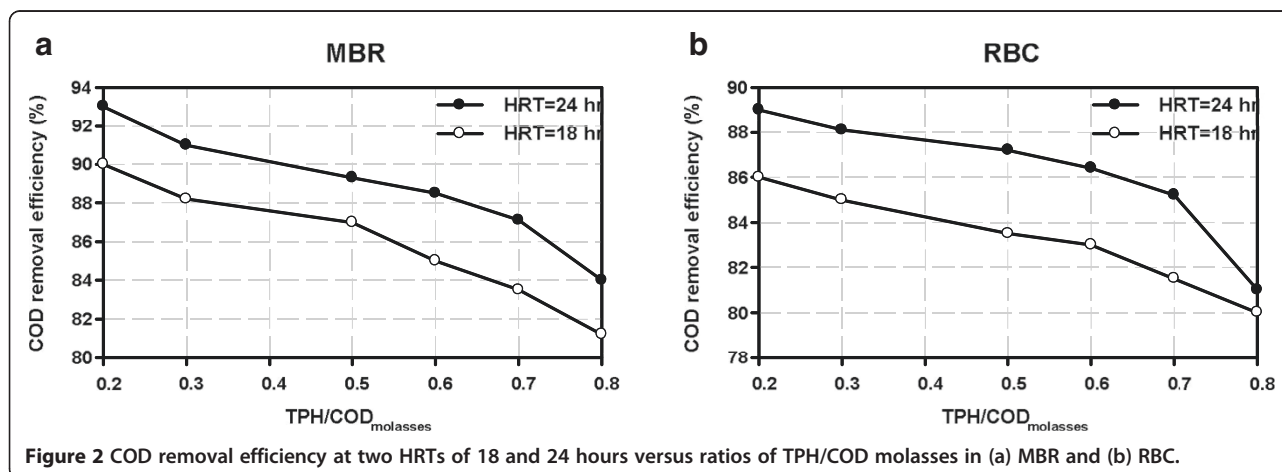 a
MBR
COD removal efficiency (%)
94
92
90
88
86
84
82
80
HRT=24 hr
HRT=18 hr
0.2 0.3 0.4 0.5 0.6 0.7 0.8
TPH/COD molasses
b
RBC
COD removal efficiency (%)
90
88
86
84
82
80
78
HRT=24 hr
HRT=18 hr
0.2 0.3 0.4 0.5 0.6 0.7 0.8
TPH/COD molasses
Figure 2 COD removal efficiency at two HRTs of 18 and 24 hours versus ratios of TPH/COD molasses in (a) MBR and (b) RBC.